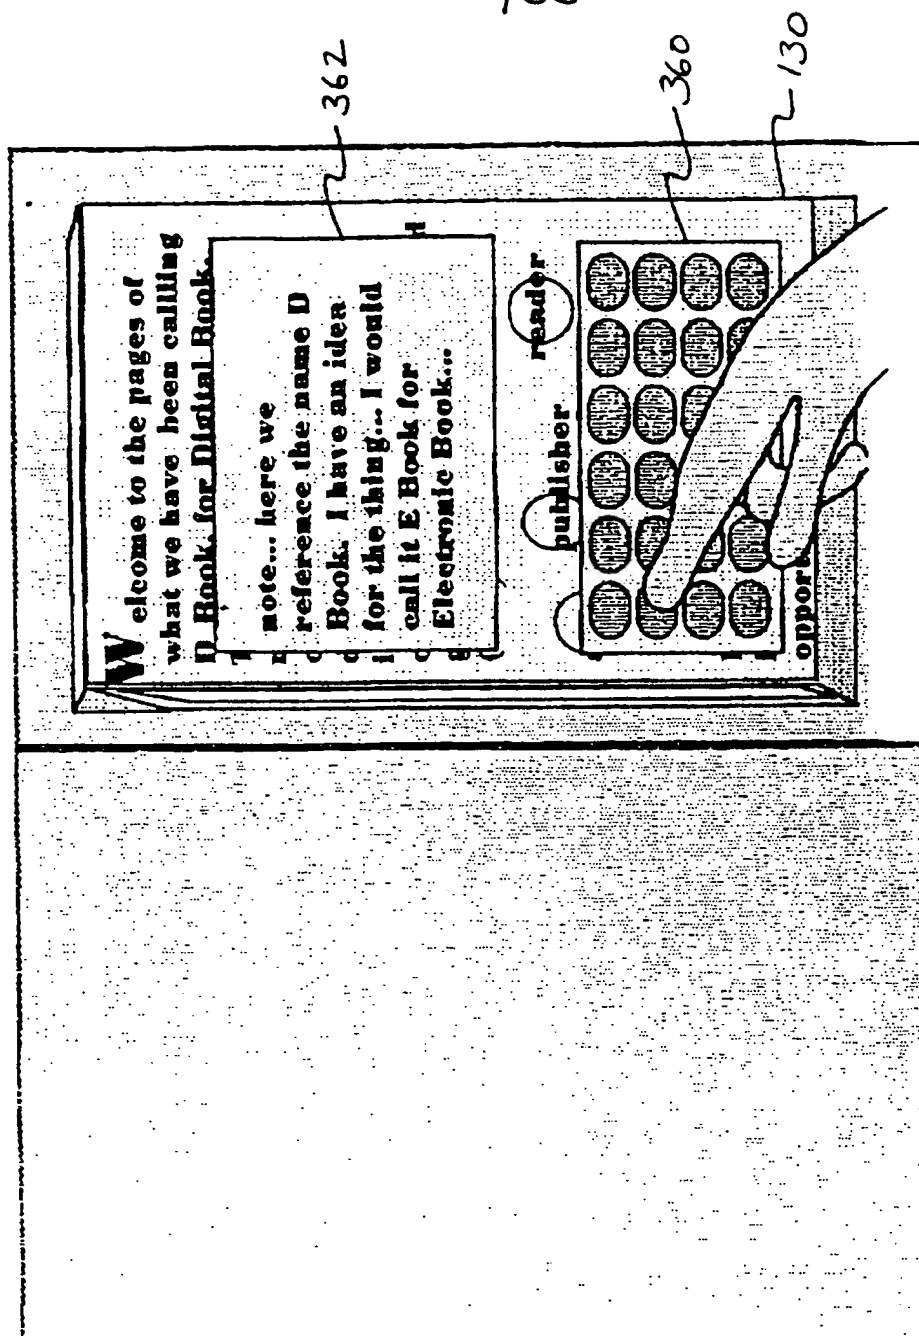 Welcome to the pages of
what we have been callling
D Book, for Digital Book.
note... here we
reference the name D
Book. I have an idea
for the thing... I would
call it E Book for
Electronic Book...
publisher
reader
opport
362
360
130